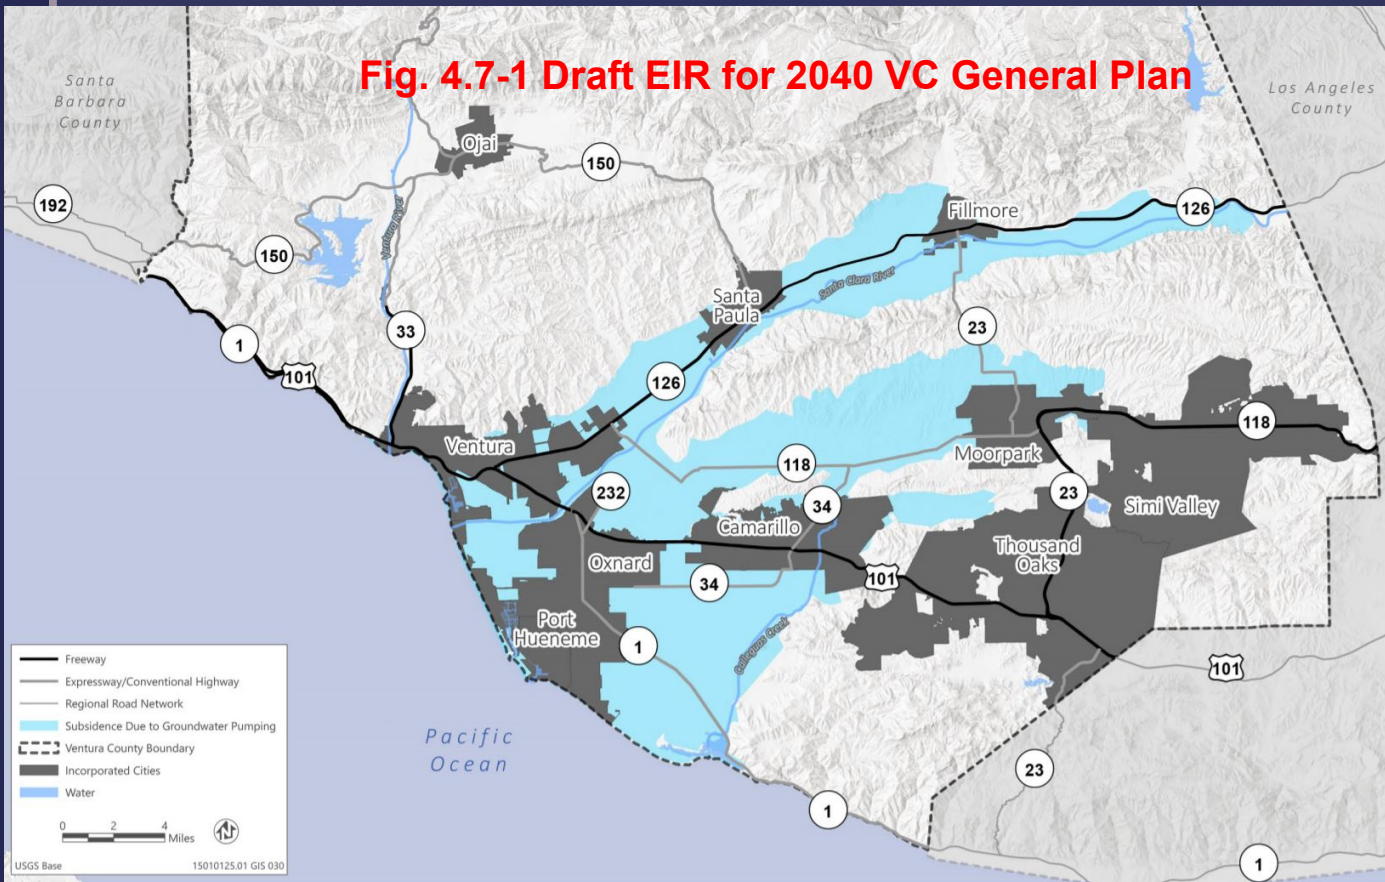 Fig. 4.7-1 Draft EIR for 2040 VC General Plan
Santa
Barbara
County
Los Angeles
County
Ojai
150
192
Fillmore
126
Ventura River
150
Santa Clara River
Santa
Paula
33
23
1
101
126
118
Ventura
Moorpark
118
232
34
23
Simi Valley
Camarillo
Thousand
Oaks
Oxnard
34
101
Port
Hueneme
1
Calleguas Creek
101
Pacific
Ocean
23
1
1
Freeway
Expressway/Conventional Highway
Regional Road Network
Subsidence Due to Groundwater Pumping
Ventura County Boundary
Incorporated Cities
Water
0 2 4
Miles
N
USGS Base 15010125.01 GIS 030